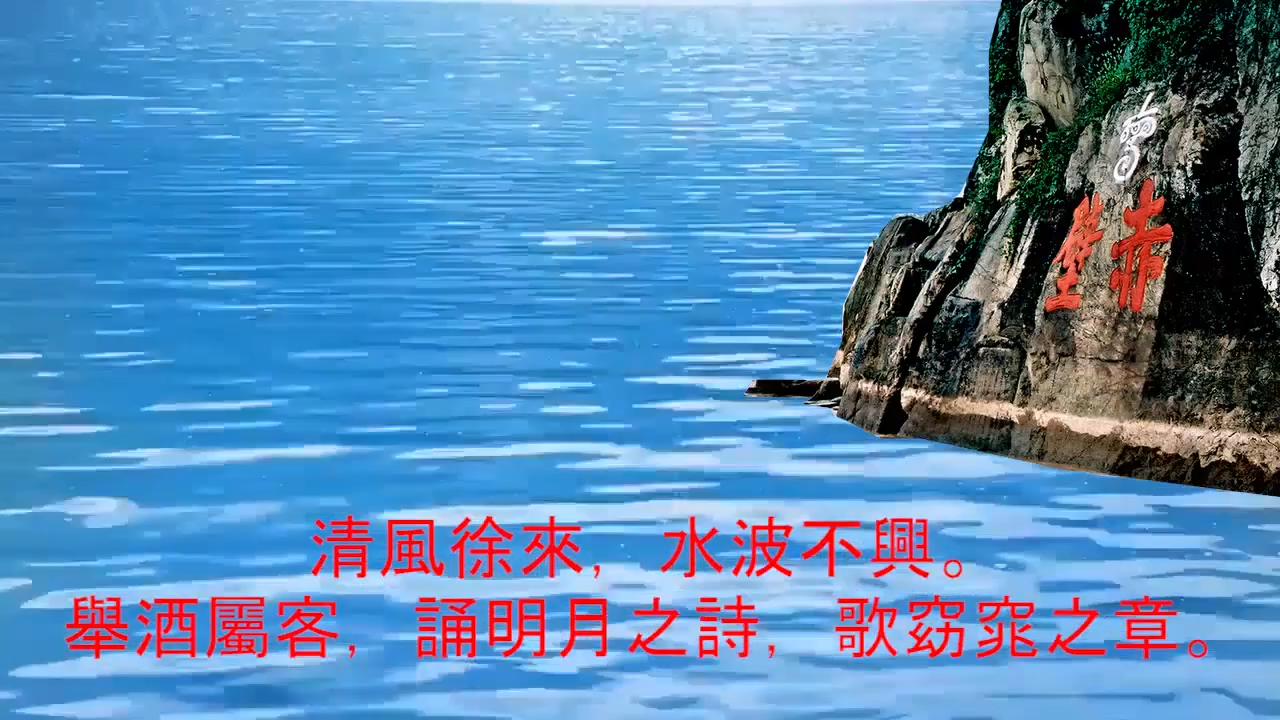 赤壁
清風徐來, 水波不興。
舉酒屬客, 誦明月之詩, 歌窈窕之章。